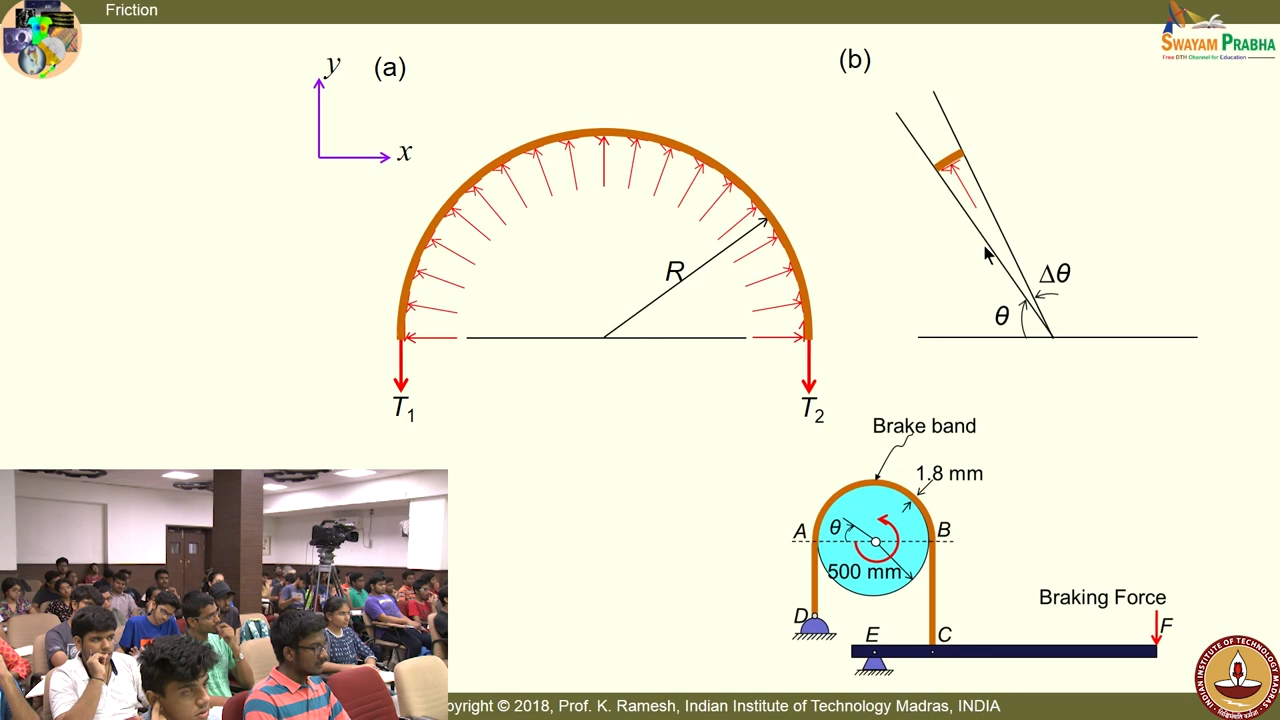 Friction
SWAYAM PRABHA
Free DTH Channel for Education
y
(a)
(b)
x
R
Δθ
θ
T1
T2
Brake band
1.8 mm
A
θ
B
500 mm
Braking Force
D
E
C
F
opyright © 2018, Prof. K. Ramesh, Indian Institute of Technology Madras, INDIA